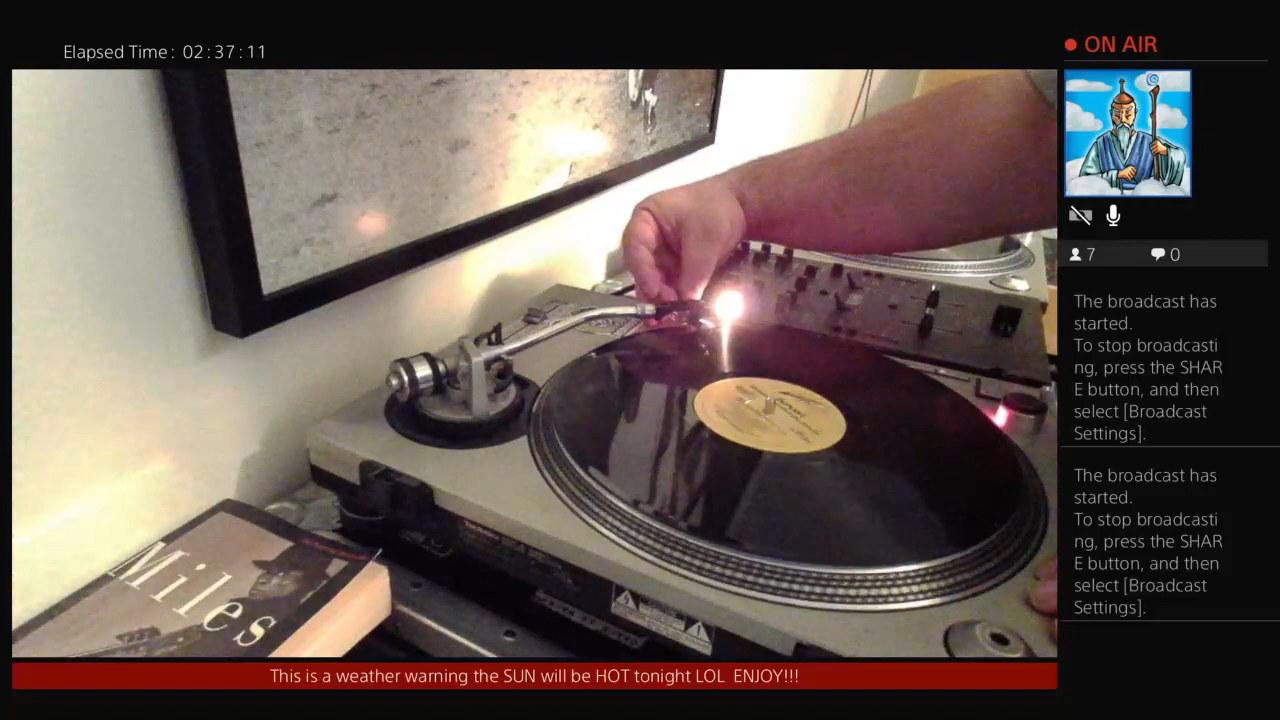 Elapsed Time: 02:37:11
ON AIR
7
0
The broadcast has
started.
To stop broadcasti
ng, press the SHAR
E button, and then
select [Broadcast
Settings].
The broadcast has
started.
To stop broadcasti
ng, press the SHAR
E button, and then
select [Broadcast
Settings].
Miles
This is a weather warning the SUN will be HOT tonight LOL ENJOY!!!